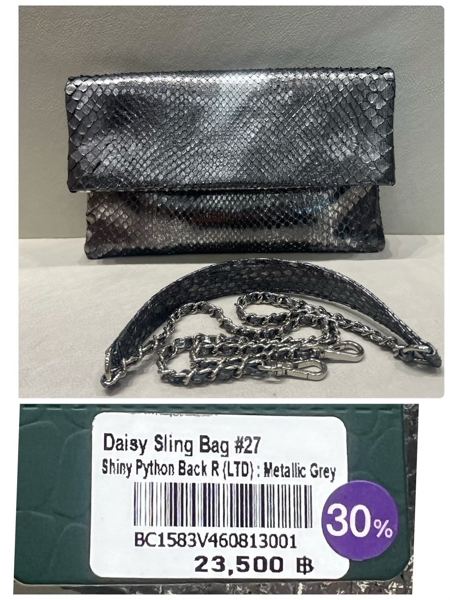 Daisy Sling Bag #27
Shiny Python Back R (LTD) : Metallic Grey
30%
BC1583V460813001
23,500 ฿